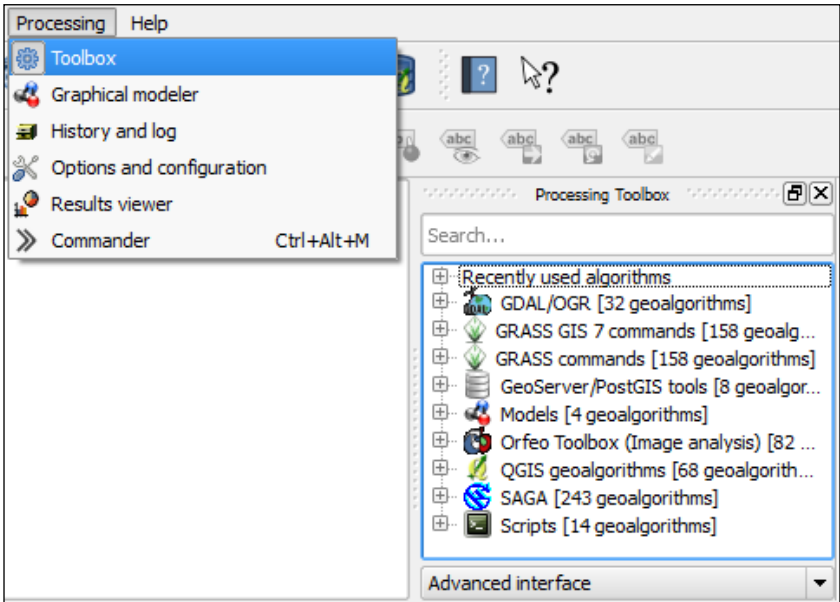 Processing Help
Toolbox
Graphical modeler
History and log
Options and configuration
Results viewer
Commander Ctrl+Alt+M
?
?
abc abc abc abc
Processing Toolbox
Search...
Recently used algorithms
GDAL/OGR [32 geoalgorithms]
GRASS GIS 7 commands [158 geoalg...
GRASS commands [158 geoalgorithms]
GeoServer/PostGIS tools [8 geoalgor...
Models [4 geoalgorithms]
Orfeo Toolbox (Image analysis) [82 ...
QGIS geoalgorithms [68 geoalgorith...
SAGA [243 geoalgorithms]
Scripts [14 geoalgorithms]
Advanced interface